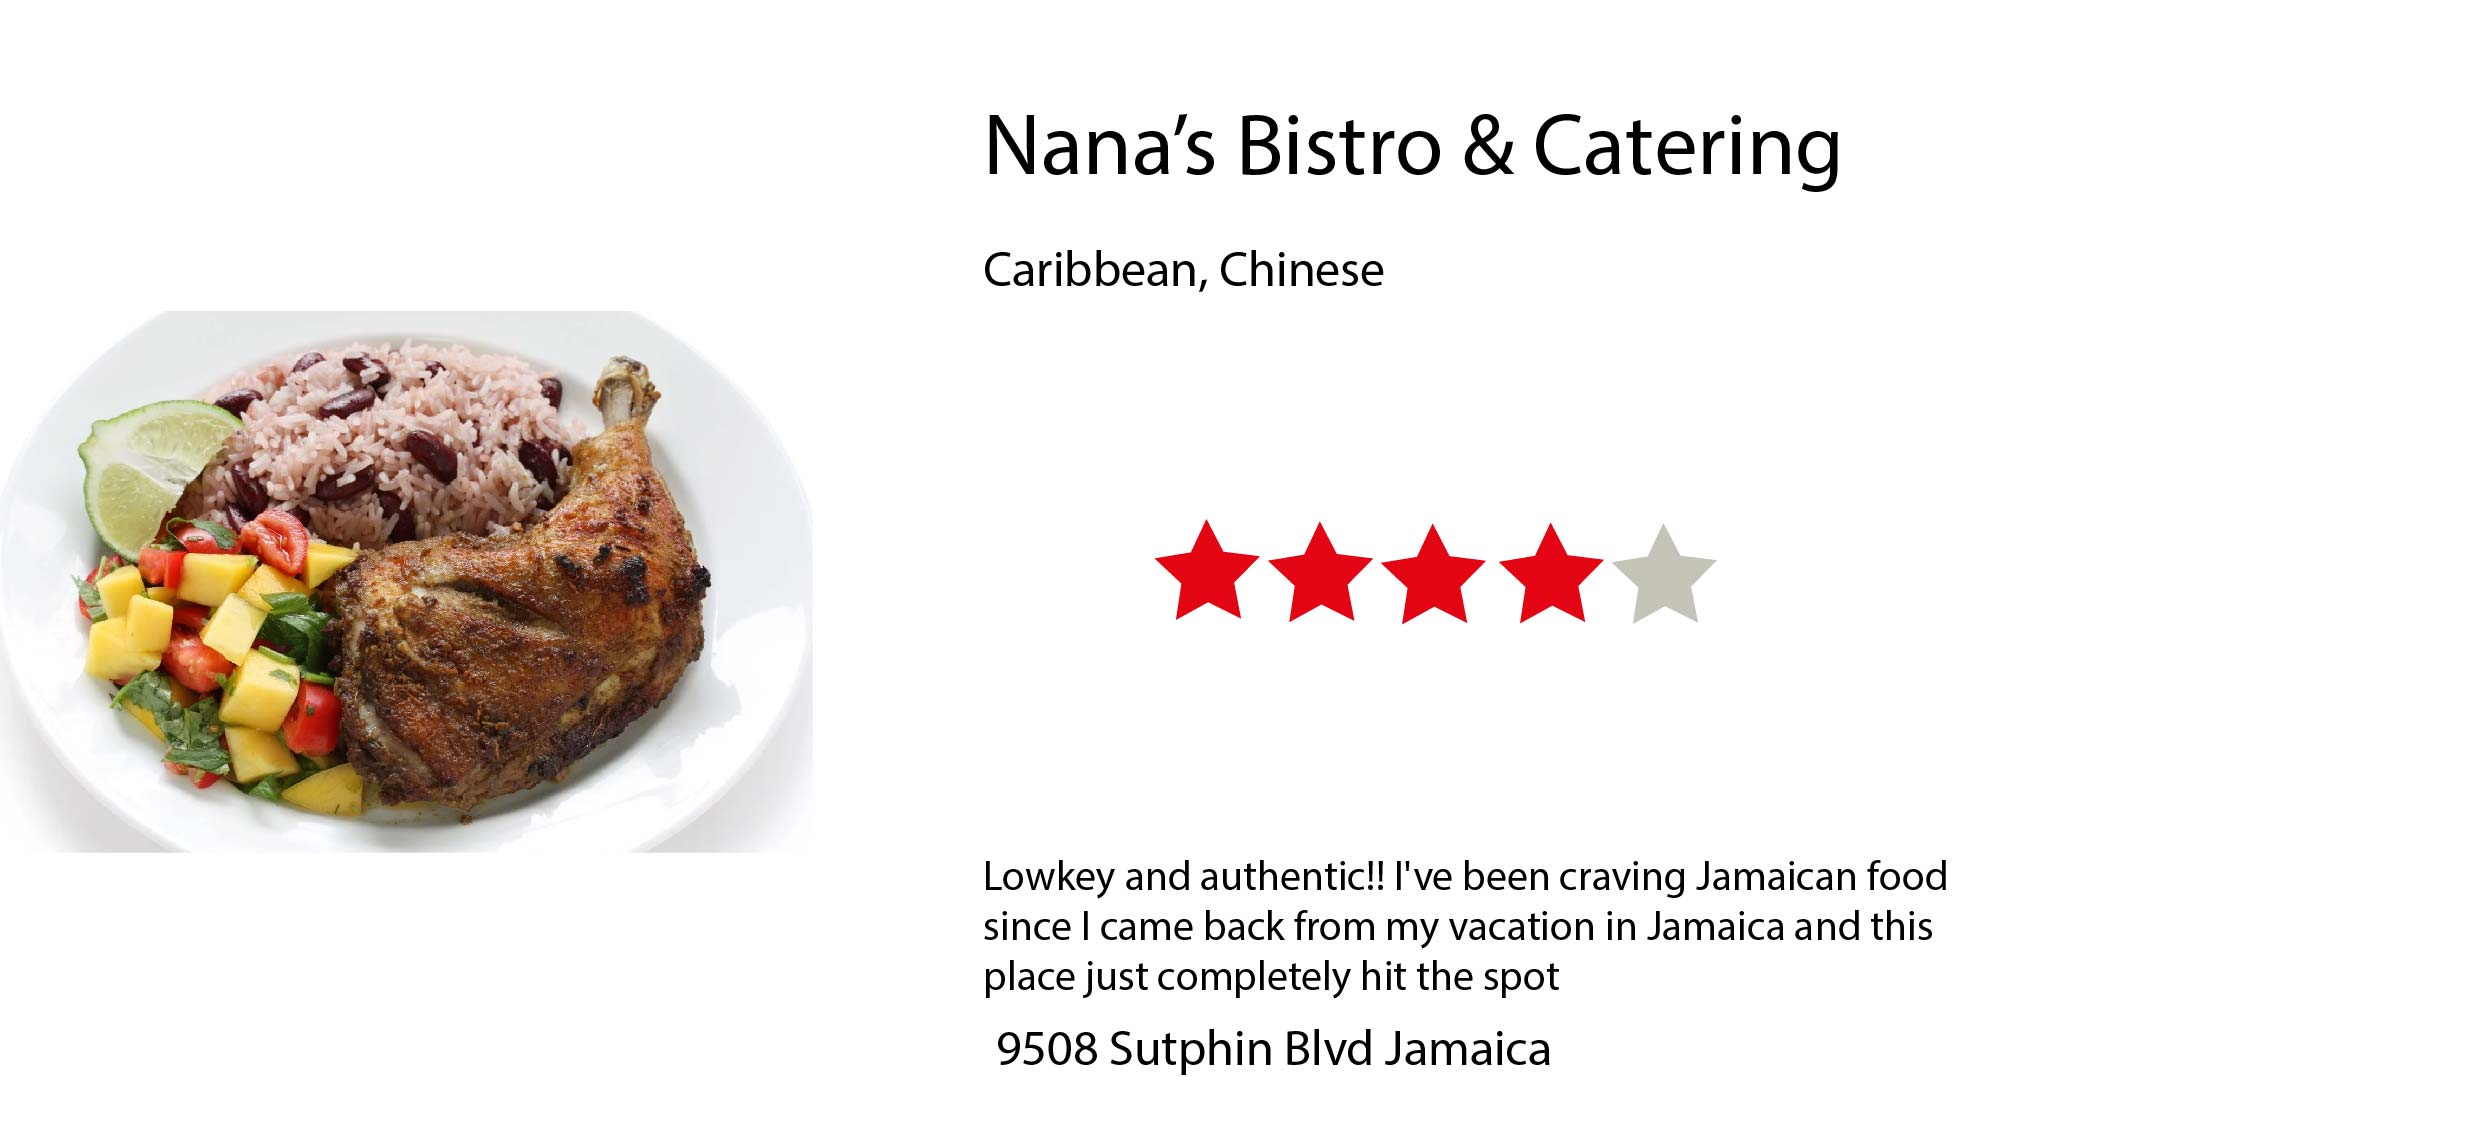 Nana’s Bistro & Catering
Caribbean, Chinese
Lowkey and authentic!! I've been craving Jamaican food
since I came back from my vacation in Jamaica and this
place just completely hit the spot
9508 Sutphin Blvd Jamaica